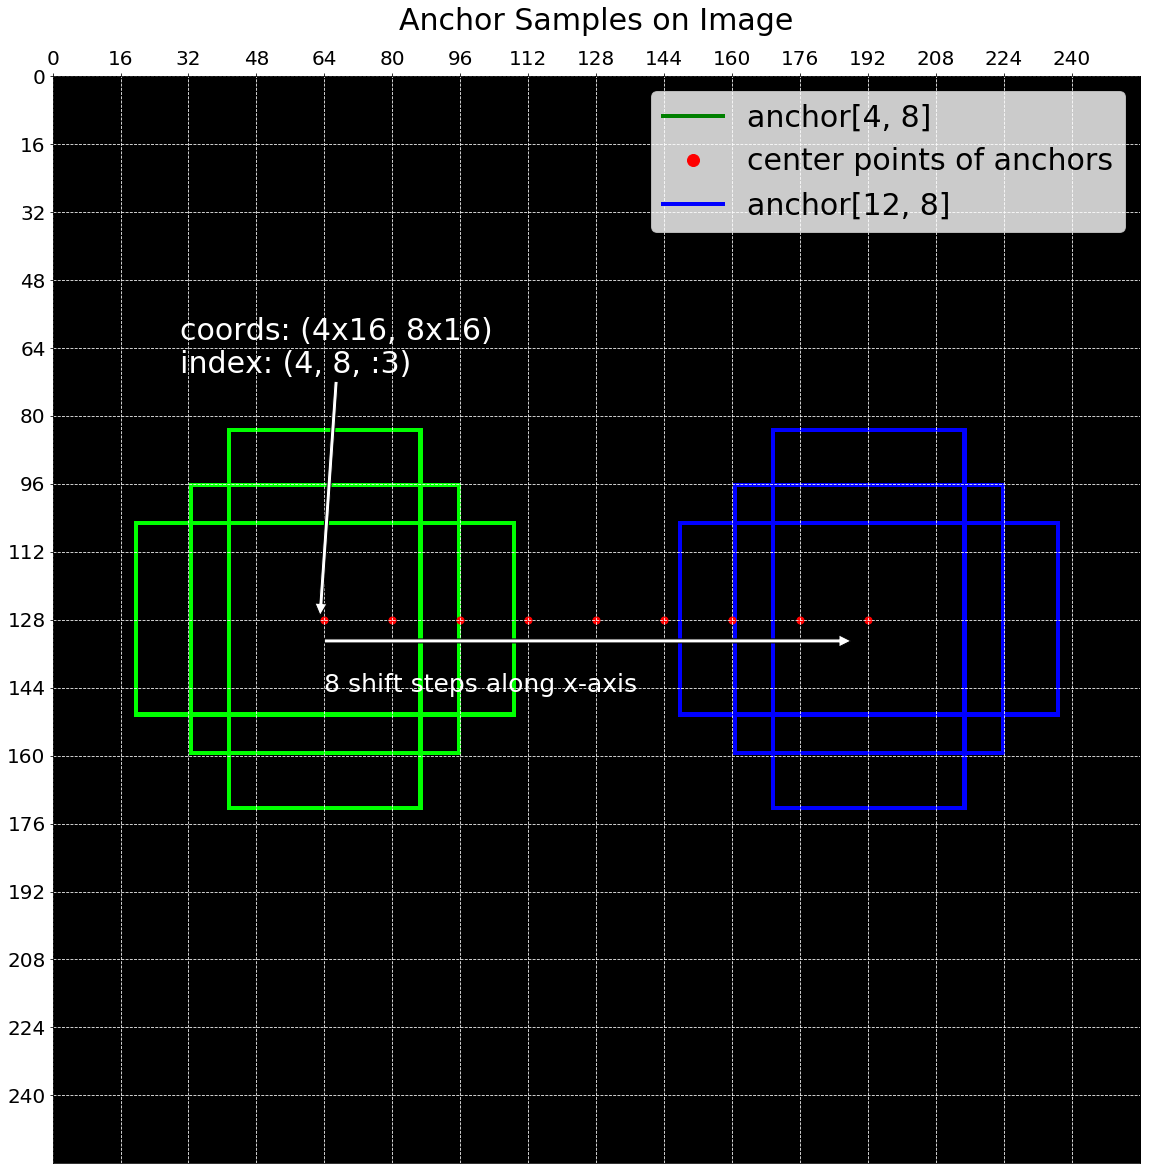 Anchor Samples on Image
0 16 32 48 64 80 96 112 128 144 160 176 192 208 224 240
0
16
32
48
64
80
96
112
128
144
160
176
192
208
224
240
anchor[4, 8]
center points of anchors
anchor[12, 8]
coords: (4x16, 8x16)
index: (4, 8, :3)
8 shift steps along x-axis